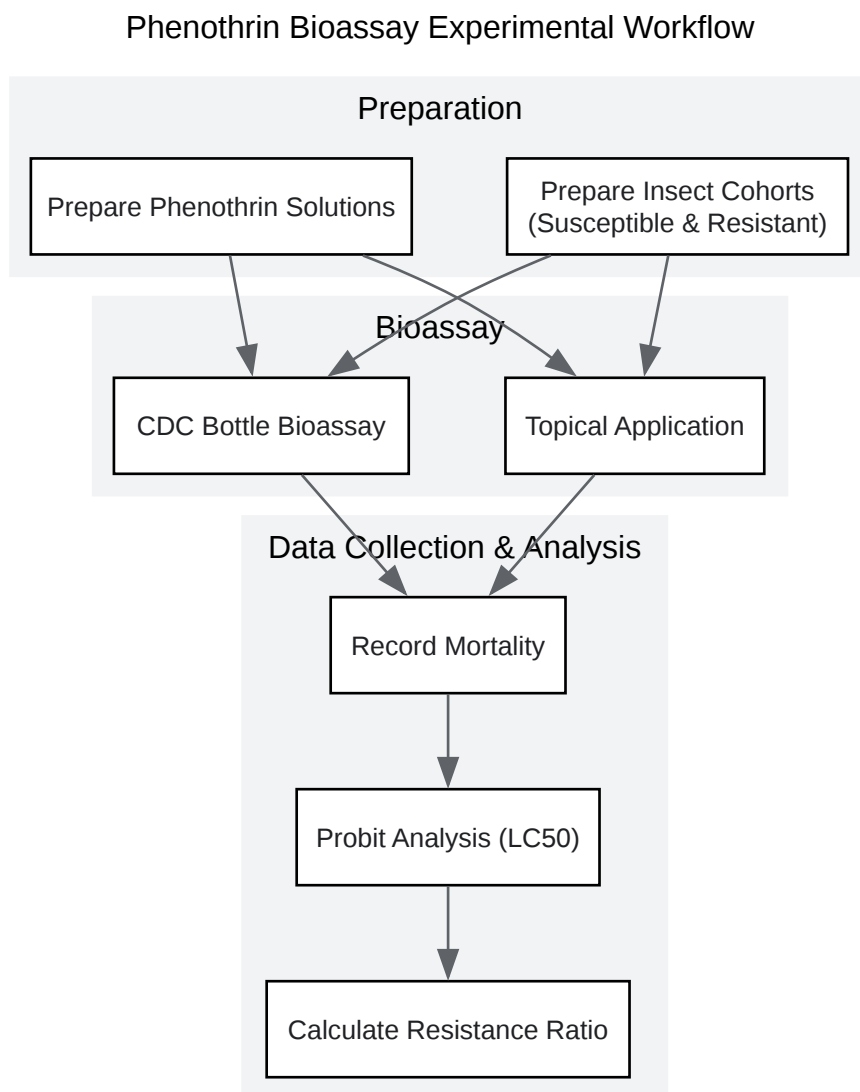 Phenothrin Bioassay Experimental Workflow
Preparation
Prepare Phenothrin Solutions
Prepare Insect Cohorts
(Susceptible & Resistant)
Bioassay
CDC Bottle Bioassay
Topical Application
Data Collection & Analysis
Record Mortality
Probit Analysis (LC50)
Calculate Resistance Ratio